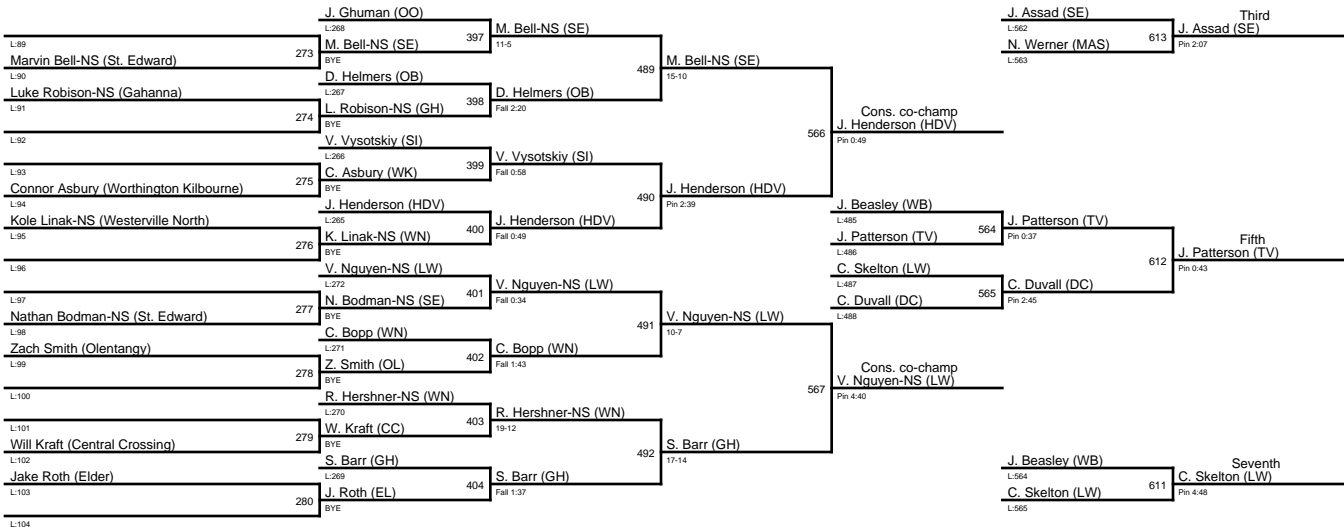 J. Ghuman (OO)
L:89
L:268
273
M. Bell-NS (SE)
397
M. Bell-NS (SE)
11-5
Marvin Bell-NS (St. Edward)
L:90
BYE
489
M. Bell-NS (SE)
15-10
D. Helmers (OB)
Luke Robison-NS (Gahanna)
L:91
L:267
274
L. Robison-NS (GH)
398
D. Helmers (OB)
Fall 2:20
L:92
BYE
566
Cons. co-champ
J. Henderson (HDV)
Pin 0:49
V. Vysotskiy (SI)
L:93
L:266
275
C. Asbury (WK)
399
V. Vysotskiy (SI)
Fall 0:58
Connor Asbury (Worthington Kilbourne)
L:94
BYE
490
J. Henderson (HDV)
Pin 2:39
J. Henderson (HDV)
Kole Linak-NS (Westerville North)
L:95
L:265
276
K. Linak-NS (WN)
400
J. Henderson (HDV)
Fall 0:49
L:96
BYE
V. Nguyen-NS (LW)
L:97
L:272
277
N. Bodman-NS (SE)
401
V. Nguyen-NS (LW)
Fall 0:34
Nathan Bodman-NS (St. Edward)
L:98
BYE
491
V. Nguyen-NS (LW)
10-7
C. Bopp (WN)
Zach Smith (Olentangy)
L:99
L:271
278
Z. Smith (OL)
402
C. Bopp (WN)
Fall 1:43
L:100
BYE
567
Cons. co-champ
V. Nguyen-NS (LW)
Pin 4:40
R. Hershner-NS (WN)
L:101
L:270
279
W. Kraft (CC)
403
R. Hershner-NS (WN)
19-12
Will Kraft (Central Crossing)
L:102
BYE
492
S. Barr (GH)
17-14
S. Barr (GH)
Jake Roth (Elder)
L:103
L:269
280
J. Roth (EL)
404
S. Barr (GH)
Fall 1:37
L:104
BYE
J. Assad (SE)
L:562
613
Third
J. Assad (SE)
Pin 2:07
N. Werner (MAS)
L:563
J. Beasley (WB)
L:485
564
J. Patterson (TV)
Pin 0:37
J. Patterson (TV)
L:486
612
Fifth
J. Patterson (TV)
Pin 0:43
C. Skelton (LW)
L:487
565
C. Duvall (DC)
Pin 2:45
C. Duvall (DC)
L:488
J. Beasley (WB)
L:564
611
Seventh
C. Skelton (LW)
Pin 4:48
C. Skelton (LW)
L:565